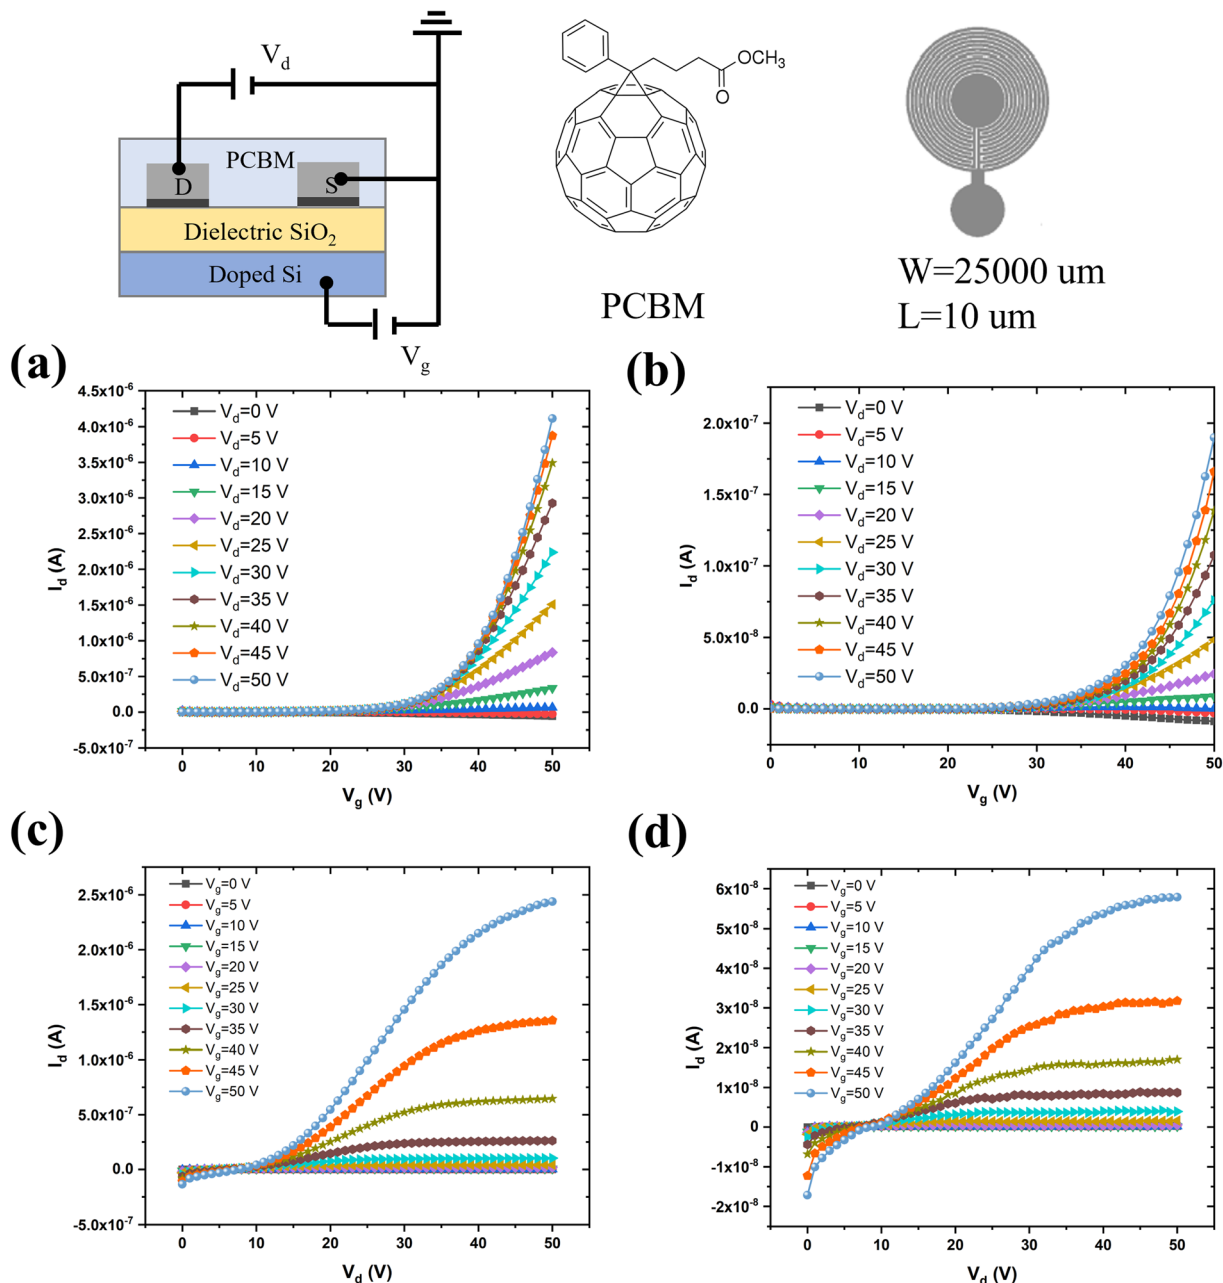 V_d
PCBM
D
S
Dielectric SiO₂
Doped Si
V_g
OCH₃
O
PCBM
W=25000 um
L=10 um
(a)
4.5x10⁻⁶
4.0x10⁻⁶
3.5x10⁻⁶
3.0x10⁻⁶
2.5x10⁻⁶
2.0x10⁻⁶
1.5x10⁻⁶
1.0x10⁻⁶
5.0x10⁻⁷
0.0
-5.0x10⁻⁷
I_d (A)
V_d=0 V
V_d=5 V
V_d=10 V
V_d=15 V
V_d=20 V
V_d=25 V
V_d=30 V
V_d=35 V
V_d=40 V
V_d=45 V
V_d=50 V
0 10 20 30 40 50
V_g (V)
(b)
2.0x10⁻⁷
1.5x10⁻⁷
1.0x10⁻⁷
5.0x10⁻⁸
0.0
I_d (A)
V_d=0 V
V_d=5 V
V_d=10 V
V_d=15 V
V_d=20 V
V_d=25 V
V_d=30 V
V_d=35 V
V_d=40 V
V_d=45 V
V_d=50 V
0 10 20 30 40 50
V_g (V)
(c)
2.5x10⁻⁶
2.0x10⁻⁶
1.5x10⁻⁶
1.0x10⁻⁶
5.0x10⁻⁷
0.0
-5.0x10⁻⁷
I_d (A)
V_g=0 V
V_g=5 V
V_g=10 V
V_g=15 V
V_g=20 V
V_g=25 V
V_g=30 V
V_g=35 V
V_g=40 V
V_g=45 V
V_g=50 V
0 10 20 30 40 50
V_d (V)
(d)
6x10⁻⁸
5x10⁻⁸
4x10⁻⁸
3x10⁻⁸
2x10⁻⁸
1x10⁻⁸
0
-1x10⁻⁸
-2x10⁻⁸
I_d (A)
V_g=0 V
V_g=5 V
V_g=10 V
V_g=15 V
V_g=20 V
V_g=25 V
V_g=30 V
V_g=35 V
V_g=40 V
V_g=45 V
V_g=50 V
0 10 20 30 40 50
V_d (V)